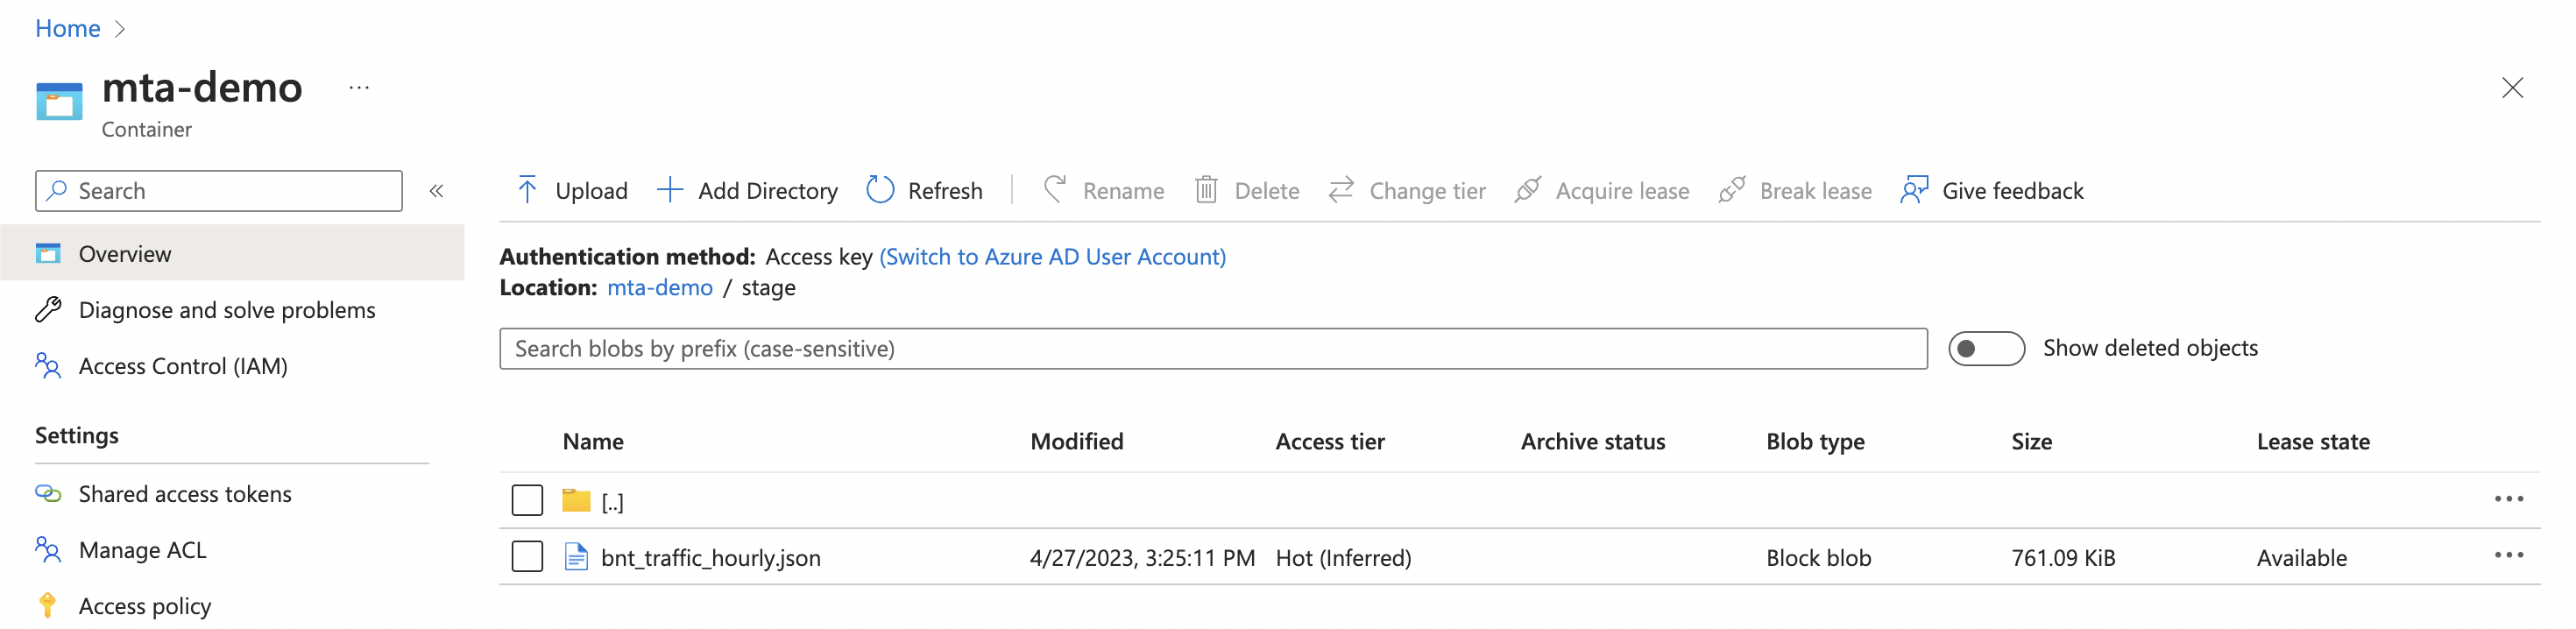 Home
mta-demo ...
Container
Search
Overview
Diagnose and solve problems
Access Control (IAM)
Settings
Shared access tokens
Manage ACL
Access policy
Upload Add Directory Refresh Rename Delete Change tier Acquire lease Break lease Give feedback
Authentication method: Access key (Switch to Azure AD User Account)
Location: mta-demo / stage
Search blobs by prefix (case-sensitive) Show deleted objects
Name Modified Access tier Archive status Blob type Size Lease state
[..]
bnt_traffic_hourly.json 4/27/2023, 3:25:11 PM Hot (Inferred) Block blob 761.09 KiB Available